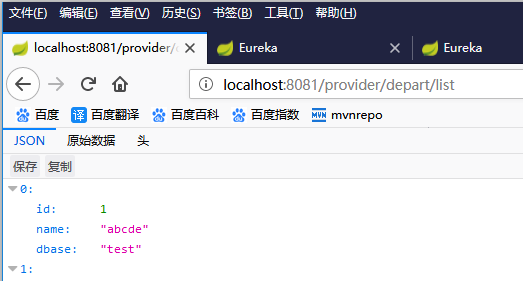 文件(F) 编辑(E) 查看(V) 历史(S) 书签(B) 工具(T) 帮助(H)
localhost:8081/provider/d Eureka Eureka
localhost:8081/provider/depart/list
百度 译 百度翻译 百度百科 百度指数 MVN mvnrepo
JSON 原始数据 头
保存 复制
0:
id: 1
name: "abcde"
dbase: "test"
1: